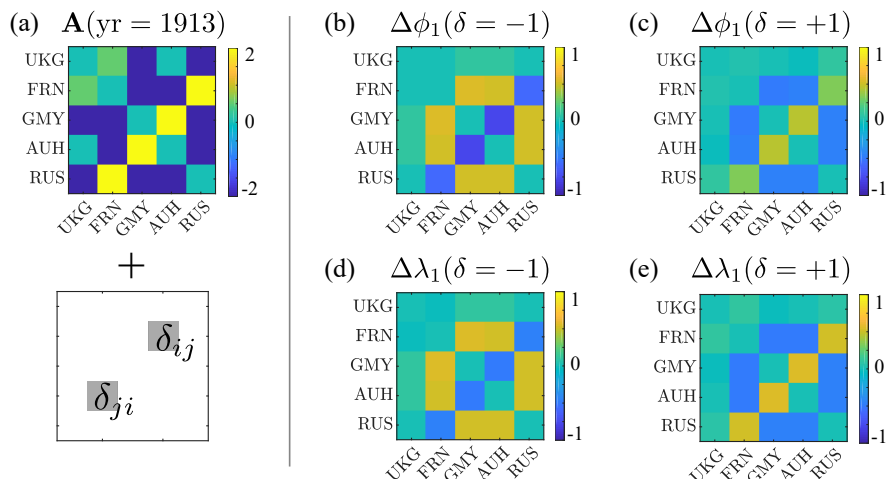 (a) A(yr = 1913)
UKG
FRN
GMY
AUH
RUS
UKG FRN GMY AUH RUS
2
0
-2
+
δij
δji
(b) Δϕ1(δ = −1)
UKG
FRN
GMY
AUH
RUS
UKG FRN GMY AUH RUS
1
0
-1
(c) Δϕ1(δ = +1)
UKG
FRN
GMY
AUH
RUS
UKG FRN GMY AUH RUS
1
0
-1
(d) Δλ1(δ = −1)
UKG
FRN
GMY
AUH
RUS
UKG FRN GMY AUH RUS
1
0
-1
(e) Δλ1(δ = +1)
UKG
FRN
GMY
AUH
RUS
UKG FRN GMY AUH RUS
1
0
-1